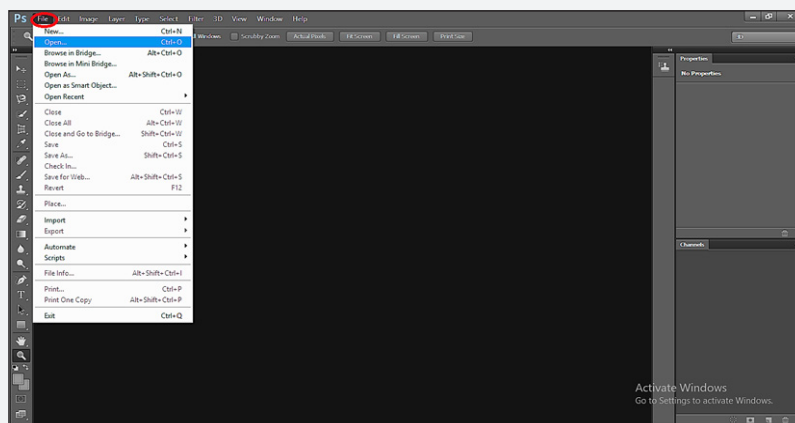 Ps File Edit Image Layer Type Select Filter 3D View Window Help
Windows Scrubby Zoom Actual Pixels Fit Screen Fill Screen Print Size
New... Ctrl+N
Open... Ctrl+O
Browse in Bridge... Alt+Ctrl+O
Browse in Mini Bridge...
Open As... Alt+Shift+Ctrl+O
Open as Smart Object...
Open Recent
Close Ctrl+W
Close All Alt+Ctrl+W
Close and Go to Bridge... Shift+Ctrl+W
Save Ctrl+S
Save As... Shift+Ctrl+S
Check In...
Save for Web... Alt+Shift+Ctrl+S
Revert F12
Place...
Import
Export
Automate
Scripts
File Info... Alt+Shift+Ctrl+I
Print... Ctrl+P
Print One Copy Alt+Shift+Ctrl+P
Exit Ctrl+Q
Properties
No Properties
Channels
Activate Windows
Go to Settings to activate Windows.